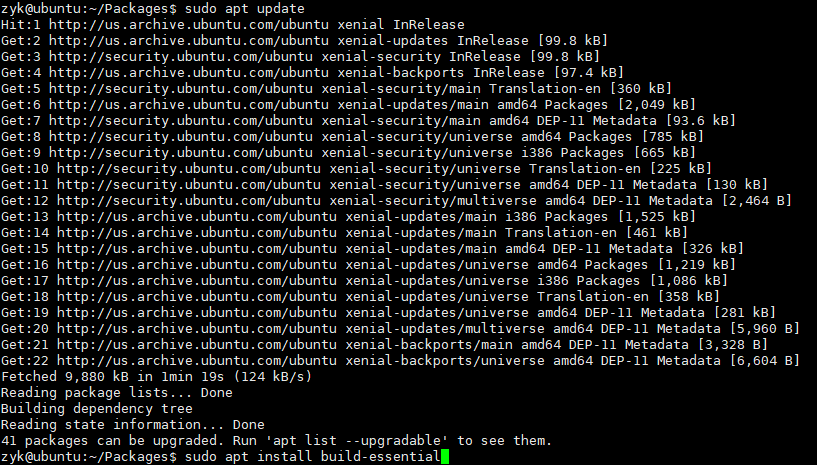 zyk@ubuntu:~/Packages$ sudo apt update
Hit:1 http://us.archive.ubuntu.com/ubuntu xenial InRelease
Get:2 http://us.archive.ubuntu.com/ubuntu xenial-updates InRelease [99.8 kB]
Get:3 http://security.ubuntu.com/ubuntu xenial-security InRelease [99.8 kB]
Get:4 http://us.archive.ubuntu.com/ubuntu xenial-backports InRelease [97.4 kB]
Get:5 http://security.ubuntu.com/ubuntu xenial-security/main Translation-en [360 kB]
Get:6 http://us.archive.ubuntu.com/ubuntu xenial-updates/main amd64 Packages [2,049 kB]
Get:7 http://security.ubuntu.com/ubuntu xenial-security/main amd64 DEP-11 Metadata [93.6 kB]
Get:8 http://security.ubuntu.com/ubuntu xenial-security/universe amd64 Packages [785 kB]
Get:9 http://security.ubuntu.com/ubuntu xenial-security/universe i386 Packages [665 kB]
Get:10 http://security.ubuntu.com/ubuntu xenial-security/universe Translation-en [225 kB]
Get:11 http://security.ubuntu.com/ubuntu xenial-security/universe amd64 DEP-11 Metadata [130 kB]
Get:12 http://security.ubuntu.com/ubuntu xenial-security/multiverse amd64 DEP-11 Metadata [2,464 B]
Get:13 http://us.archive.ubuntu.com/ubuntu xenial-updates/main i386 Packages [1,525 kB]
Get:14 http://us.archive.ubuntu.com/ubuntu xenial-updates/main Translation-en [461 kB]
Get:15 http://us.archive.ubuntu.com/ubuntu xenial-updates/main amd64 DEP-11 Metadata [326 kB]
Get:16 http://us.archive.ubuntu.com/ubuntu xenial-updates/universe amd64 Packages [1,219 kB]
Get:17 http://us.archive.ubuntu.com/ubuntu xenial-updates/universe i386 Packages [1,086 kB]
Get:18 http://us.archive.ubuntu.com/ubuntu xenial-updates/universe Translation-en [358 kB]
Get:19 http://us.archive.ubuntu.com/ubuntu xenial-updates/universe amd64 DEP-11 Metadata [281 kB]
Get:20 http://us.archive.ubuntu.com/ubuntu xenial-updates/multiverse amd64 DEP-11 Metadata [5,960 B]
Get:21 http://us.archive.ubuntu.com/ubuntu xenial-backports/main amd64 DEP-11 Metadata [3,328 B]
Get:22 http://us.archive.ubuntu.com/ubuntu xenial-backports/universe amd64 DEP-11 Metadata [6,604 B]
Fetched 9,880 kB in 1min 19s (124 kB/s)
Reading package lists... Done
Building dependency tree
Reading state information... Done
41 packages can be upgraded. Run 'apt list --upgradable' to see them.
zyk@ubuntu:~/Packages$ sudo apt install build-essential